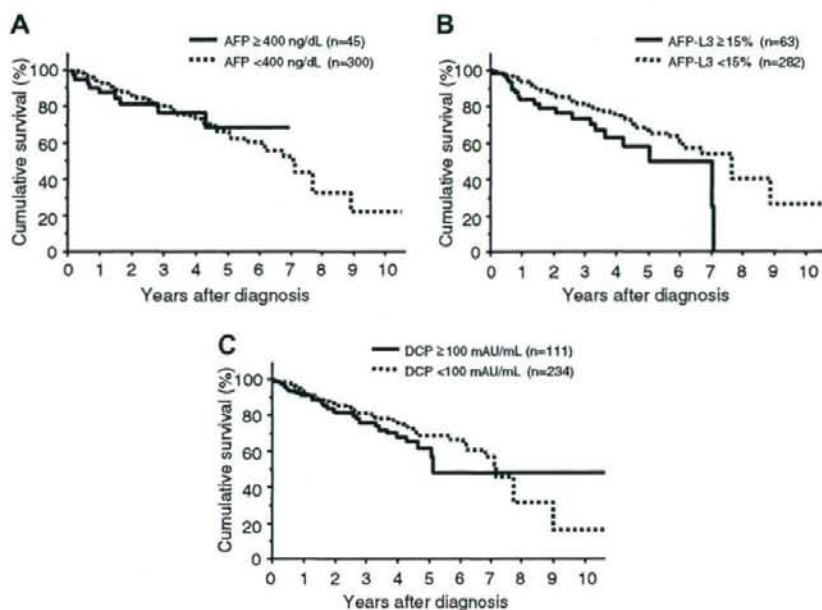 A
AFP ≥ 400 ng/dL (n=45)
AFP <400 ng/dL (n=300)
Cumulative survival (%)
100
80
60
40
20
0
0 1 2 3 4 5 6 7 8 9 10
Years after diagnosis
B
AFP-L3 ≥15% (n=63)
AFP-L3 <15% (n=282)
Cumulative survival (%)
100
80
60
40
20
0
0 1 2 3 4 5 6 7 8 9 10
Years after diagnosis
C
DCP ≥100 mAU/mL (n=111)
DCP <100 mAU/mL (n=234)
Cumulative survival (%)
100
80
60
40
20
0
0 1 2 3 4 5 6 7 8 9 10
Years after diagnosis